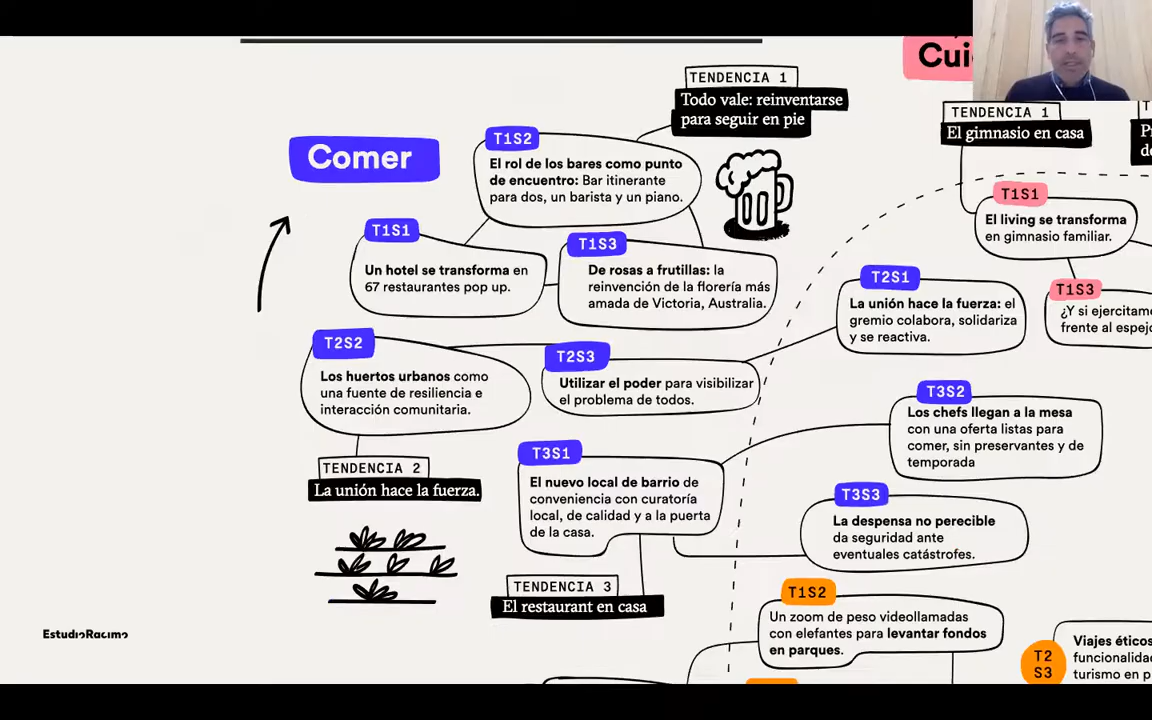 Comer
TENDENCIA 1
Todo vale: reinventarse
para seguir en pie
T1S2
El rol de los bares como punto
de encuentro: Bar itinerante
para dos, un barista y un piano.
T1S1
Un hotel se transforma en
67 restaurantes pop up.
T1S3
De rosas a frutillas: la
reinvención de la florería más
amada de Victoria, Australia.
T2S2
Los huertos urbanos como
una fuente de resiliencia e
interacción comunitaria.
T2S3
Utilizar el poder para visibilizar
el problema de todos.
T2S1
La unión hace la fuerza: el
gremio colabora, solidariza
y se reactiva.
TENDENCIA 2
La unión hace la fuerza.
T3S1
El nuevo local de barrio de
conveniencia con curatoría
local, de calidad y a la puerta
de la casa.
T3S2
Los chefs llegan a la mesa
con una oferta listas para
comer, sin preservantes y de
temporada
T3S3
La despensa no perecible
da seguridad ante
eventuales catástrofes.
TENDENCIA 3
El restaurant en casa
TENDENCIA 1
El gimnasio en casa
T1S1
El living se transforma
en gimnasio familiar.
T1S3
¿Y si ejercitamo
frente al espejo
T1S2
Un zoom de peso videollamadas
con elefantes para levantar fondos
en parques.
T2
S3
Viajes éticos
funcionalida
turismo en p
EstudioRacimo